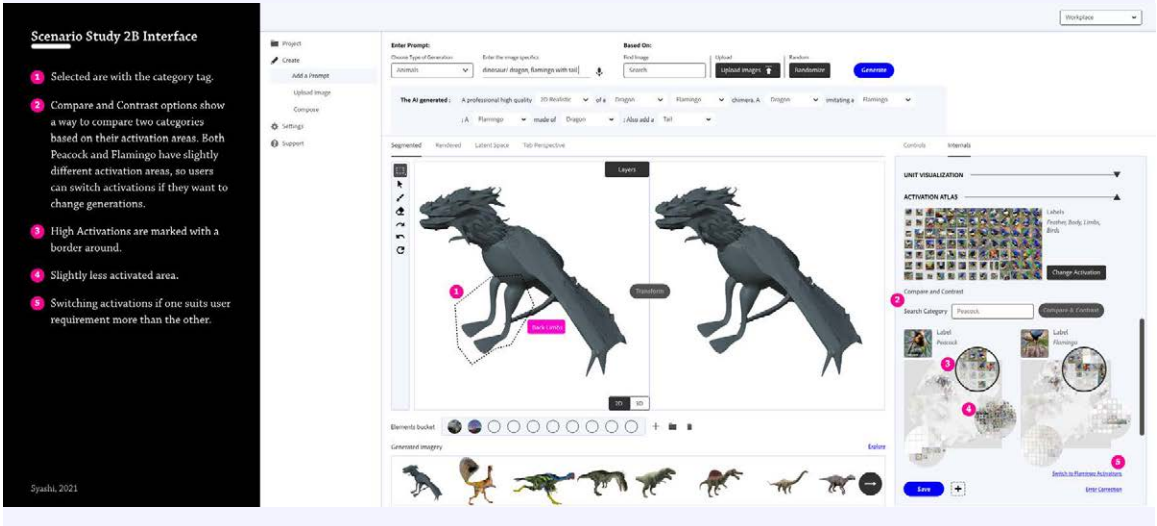 Scenario Study 2B Interface
1 Selected are with the category tag.
2 Compare and Contrast options show
a way to compare two categories
based on their activation areas. Both
Peacock and Flamingo have slightly
different activation areas, so users
can switch activations if they want to
change generations.
3 High Activations are marked with a
border around.
4 Slightly less activated area.
5 Switching activations if one suits user
requirement more than the other.
Syashi, 2021
Workplace
Project
Create
Add a Prompt
Upload Image
Compose
Settings
Support
Enter Prompt:
Based On:
Choose Type of Generation
Enter the image specifics
Find Image
Upload
Random
Animals
dinosaur/ dragon, flamingo with tail
Search
Upload Images
Randomize
Generate
The AI generated : A professional high quality 2D Realistic of a Dragon Flamingo chimera. A Dragon imitating a Flamingo
; A Flamingo made of Dragon ; Also add a Tail
Segmented Rendered Latent Space Tab Perspective
Layers
1
Back Limbs
Transform
2D 3D
Elements bucket
Generated Imagery
Explore
Controls Internals
UNIT VISUALIZATION
ACTIVATION ATLAS
Labels
Feather, Body, Limbs,
Birds
Change Activation
Compare and Contrast
2
Search Category Peacock Compare & Contrast
Label
Peacock
Label
Flamingo
3
4
5
Switch to Flamingo Activations
Save
Error Correction